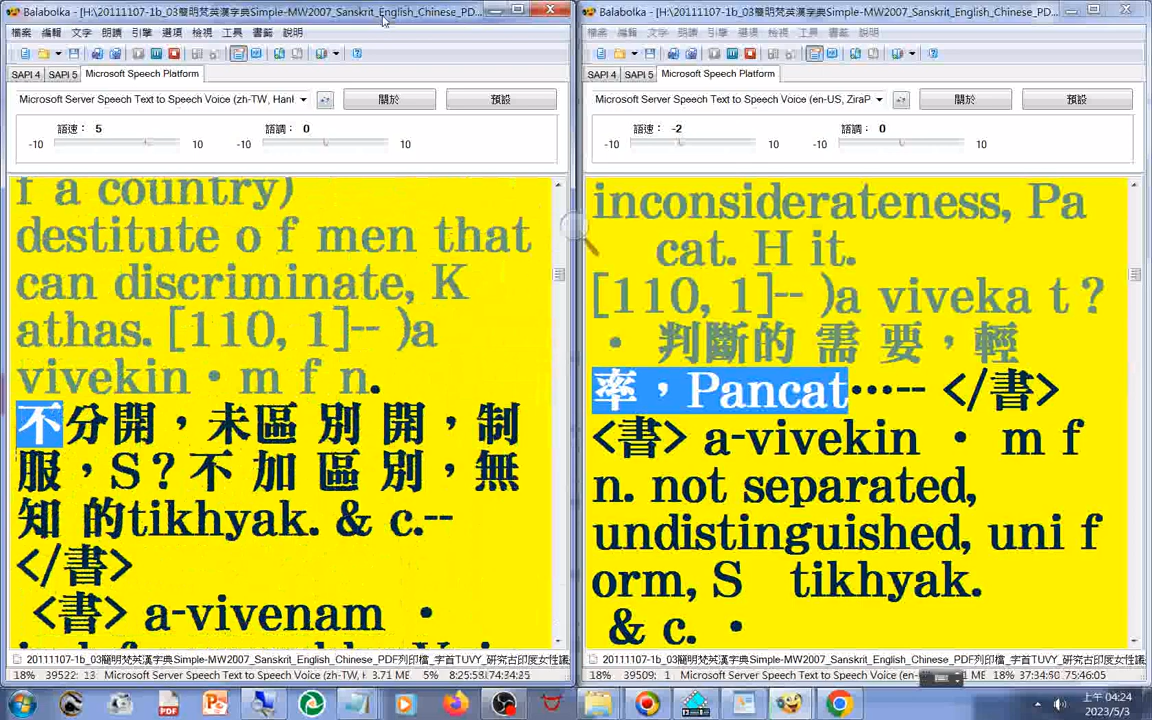 Balabolka - [H:\20111107-1b_03簡明梵英漢字典Simple-MW2007_Sanskrit_English_Chinese_PD...
檔案 編輯 文字 朗讀 引擎 選項 檢視 工具 書籤 說明
SAPI 4 SAPI 5 Microsoft Speech Platform
Microsoft Server Speech Text to Speech Voice (zh-TW, Hanl
關於 預設
語速： 5 語調： 0
-10 10 -10 10
f a country)
destitute o f men that
can discriminate, K
athas. [110, 1]-- )a
vivekin • m f n.
不分開，未區 別 開，制
服，S？不 加 區 別，無
知 的tikhyak. & c.--
</書>
<書> a-vivenam •
20111107-1b_03簡明梵英漢字典Simple-MW2007_Sanskrit_English_Chinese_PDF列印檔_字首TUVY_研究古印度女性議
18% 39522: 13 Microsoft Server Speech Text to Speech Voice (zh-TW, H 3.71 MB 5% 8:25:58
Balabolka - [H:\20111107-1b_03簡明梵英漢字典Simple-MW2007_Sanskrit_English_Chinese_PD...
檔案 編輯 文字 朗讀 引擎 選項 檢視 工具 書籤 說明
SAPI 4 SAPI 5 Microsoft Speech Platform
Microsoft Server Speech Text to Speech Voice (en-US, ZiraP
關於 預設
語速： -2 語調： 0
-10 10 -10 10
inconsiderateness, Pa
cat. H it.
[110, 1]-- )a viveka t ?
• 判斷的 需 要，輕
率，Pancat…-- </書>
<書> a-vivekin • m f
n. not separated,
undistinguished, uni f
orm, S tikhyak.
& c. •
20111107-1b_03簡明梵英漢字典Simple-MW2007_Sanskrit_English_Chinese_PDF列印檔_字首TUVY_研究古印度女性議
18% 39509: 1 Microsoft Server Speech Text to Speech Voice 18% 37:34:50 75:46:05
上午 04:24
2023/5/3